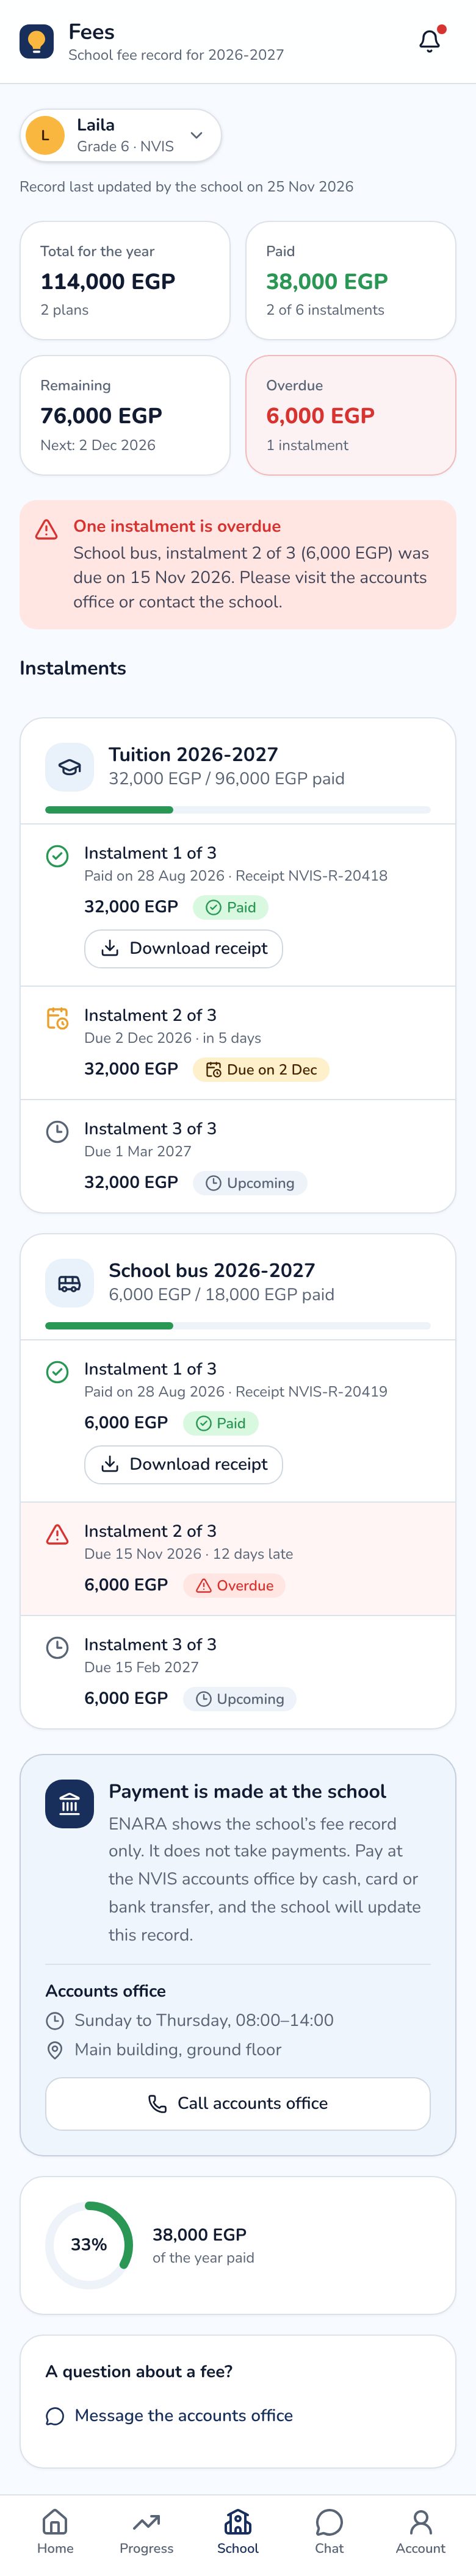 Fees
School fee record for 2026-2027
L
Laila
Grade 6 · NVIS
Record last updated by the school on 25 Nov 2026
Total for the year
114,000 EGP
2 plans
Paid
38,000 EGP
2 of 6 instalments
Remaining
76,000 EGP
Next: 2 Dec 2026
Overdue
6,000 EGP
1 instalment
One instalment is overdue
School bus, instalment 2 of 3 (6,000 EGP) was
due on 15 Nov 2026. Please visit the accounts
office or contact the school.
Instalments
Tuition 2026-2027
32,000 EGP / 96,000 EGP paid
Instalment 1 of 3
Paid on 28 Aug 2026 · Receipt NVIS-R-20418
32,000 EGP Paid
Download receipt
Instalment 2 of 3
Due 2 Dec 2026 · in 5 days
32,000 EGP Due on 2 Dec
Instalment 3 of 3
Due 1 Mar 2027
32,000 EGP Upcoming
School bus 2026-2027
6,000 EGP / 18,000 EGP paid
Instalment 1 of 3
Paid on 28 Aug 2026 · Receipt NVIS-R-20419
6,000 EGP Paid
Download receipt
Instalment 2 of 3
Due 15 Nov 2026 · 12 days late
6,000 EGP Overdue
Instalment 3 of 3
Due 15 Feb 2027
6,000 EGP Upcoming
Payment is made at the school
ENARA shows the school's fee record
only. It does not take payments. Pay at
the NVIS accounts office by cash, card or
bank transfer, and the school will update
this record.
Accounts office
Sunday to Thursday, 08:00–14:00
Main building, ground floor
Call accounts office
33%
38,000 EGP
of the year paid
A question about a fee?
Message the accounts office
Home Progress School Chat Account